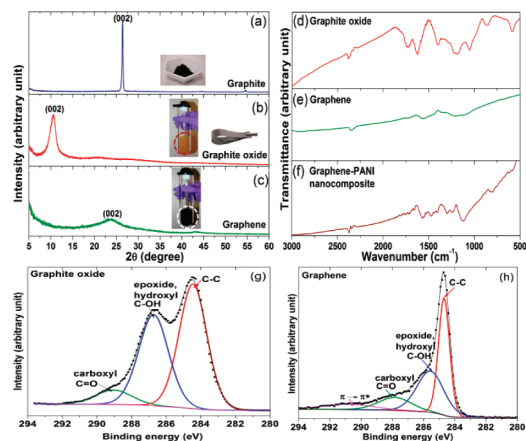 (a)
(002)
Graphite
(b)
(002)
Graphite oxide
(c)
(002)
Graphene
Intensity (arbitrary unit)
5 10 15 20 25 30 35 40 45 50 55 60
2θ (degree)
(d) Graphite oxide
(e) Graphene
(f) Graphene-PANI
nanocomposite
Transmittance (arbitrary unit)
3000 2500 2000 1500 1000 500
Wavenumber (cm-1)
Graphite oxide
(g)
C-C
epoxide,
hydroxyl
C-OH
carboxyl
C=O
Intensity (arbitrary unit)
294 292 290 288 286 284 282 280
Binding energy (eV)
Graphene
(h)
C-C
epoxide,
hydroxyl
C-OH
carboxyl
C=O
π - π*
Intensity (arbitrary unit)
292 288 284 280
Binding energy (eV)